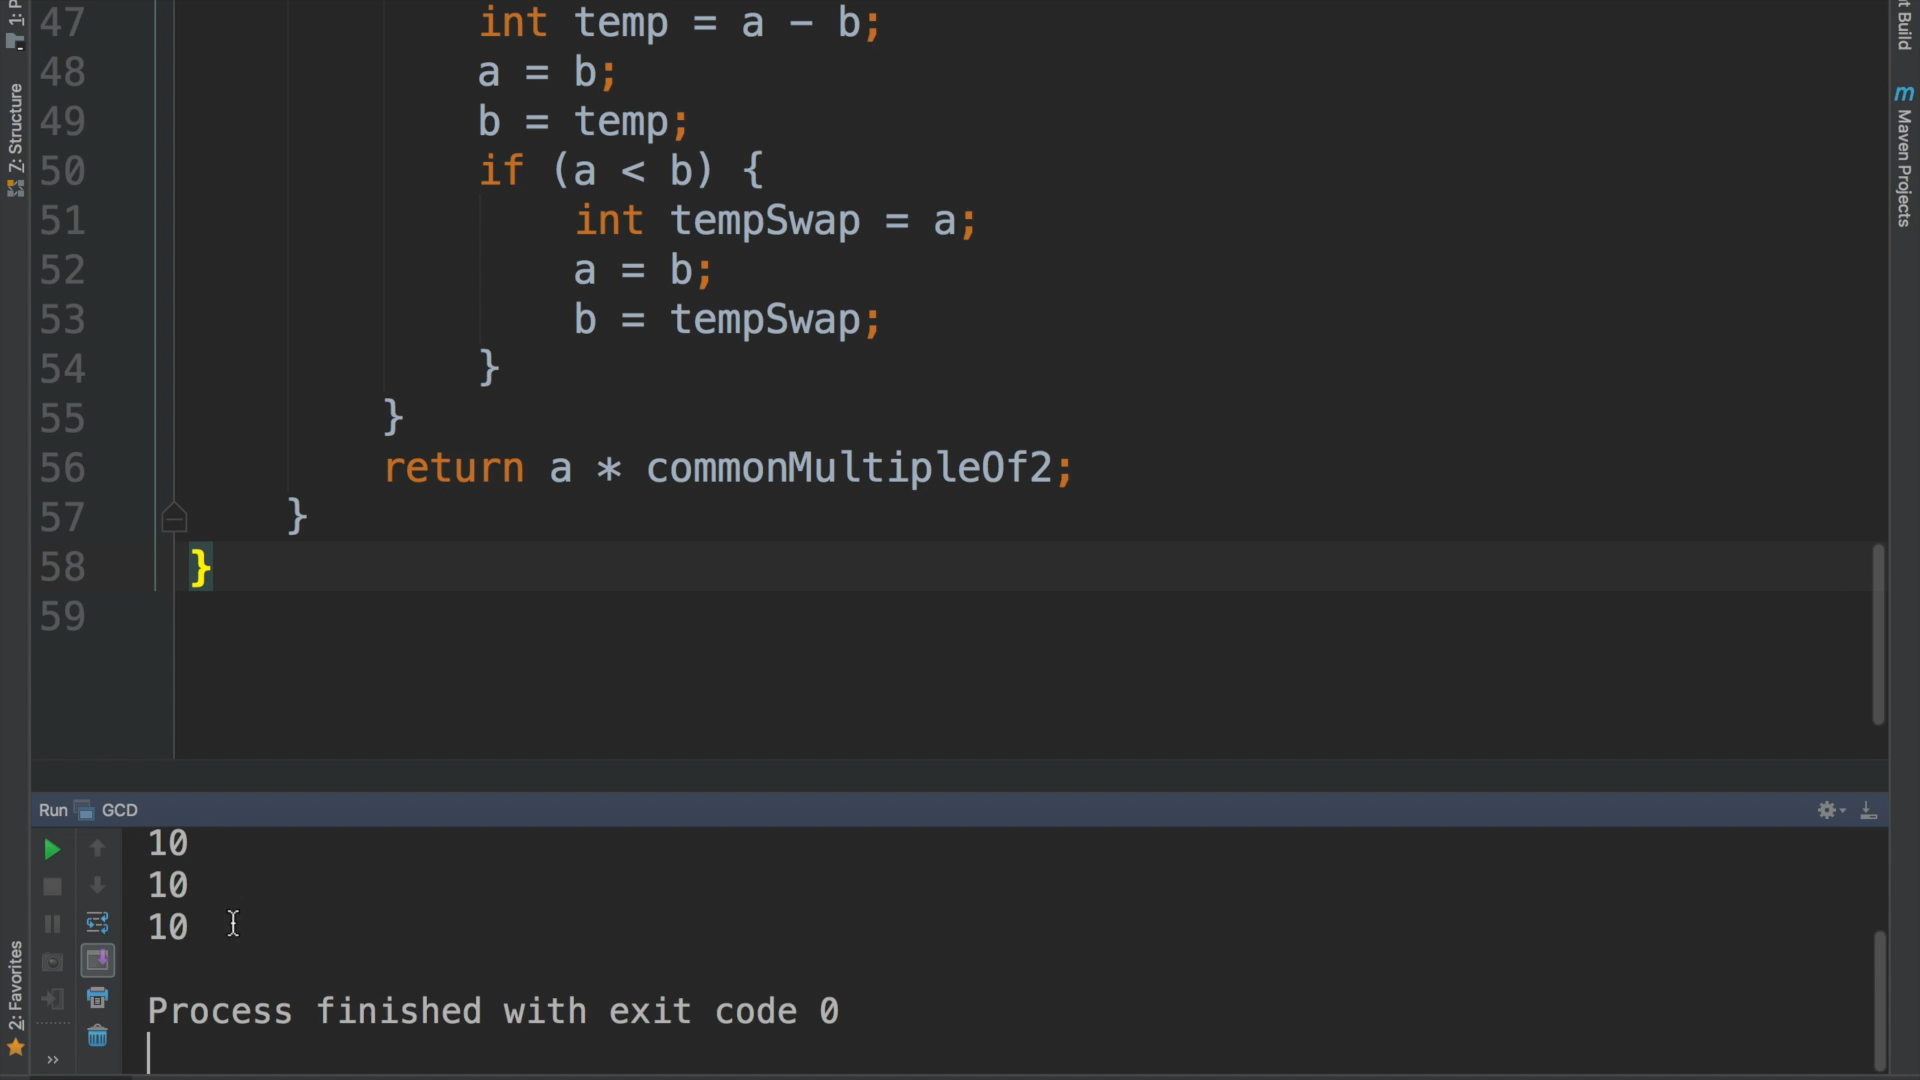 47 int temp = a - b;
48 a = b;
49 b = temp;
50 if (a < b) {
51 int tempSwap = a;
52 a = b;
53 b = tempSwap;
54 }
55 }
56 return a * commonMultipleOf2;
57 }
58 }
59
Run GCD
10
10
10
Process finished with exit code 0
»
Z: Structure
2: Favorites
Build
m Maven Projects